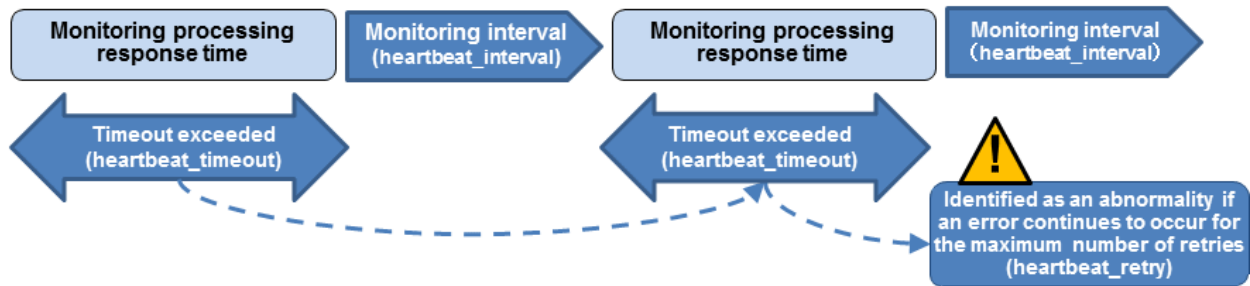 Monitoring processing
response time
Monitoring interval
(heartbeat_interval)
Monitoring processing
response time
Monitoring interval
（heartbeat_interval）
Timeout exceeded
(heartbeat_timeout)
Timeout exceeded
(heartbeat_timeout)
!
Identified as an abnormality if
an error continues to occur for
the maximum number of retries
(heartbeat_retry)